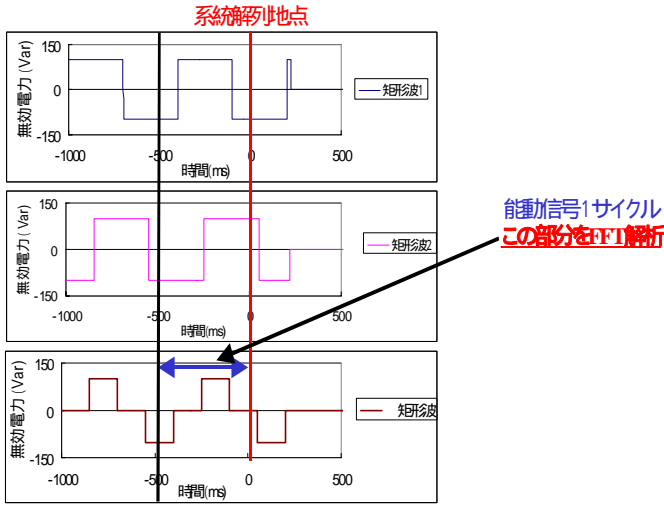 系統解列地点
無効電力 (Var)
150
0
-150
-1000
-500
0
500
時間(ms)
矩形波1
無効電力 (Var)
150
0
-150
-1000
-500
0
500
時間(ms)
矩形波2
能動信号1サイクル
この部分をFFT解析
無効電力 (Var)
150
0
-150
-1000
-500
0
500
時間(ms)
矩形波